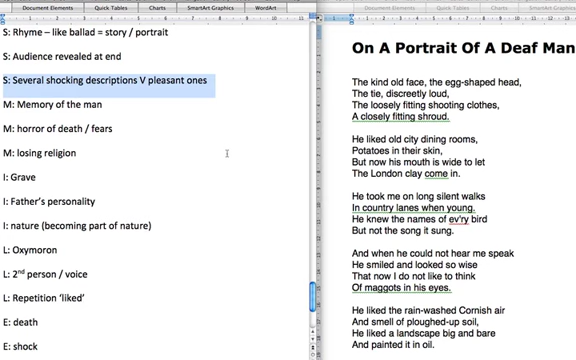 Document Elements
Quick Tables
Charts
SmartArt Graphics
WordArt
S: Rhyme – like ballad = story / portrait
S: Audience revealed at end
S: Several shocking descriptions V pleasant ones
M: Memory of the man
M: horror of death / fears
M: losing religion
I: Grave
I: Father's personality
I: nature (becoming part of nature)
L: Oxymoron
L: 2nd person / voice
L: Repetition 'liked'
E: death
E: shock
Document Elements
Quick Tables
Charts
SmartArt Graphics
On A Portrait Of A Deaf Man
The kind old face, the egg-shaped head,
The tie, discreetly loud,
The loosely fitting shooting clothes,
A closely fitting shroud.
He liked old city dining rooms,
Potatoes in their skin,
But now his mouth is wide to let
The London clay come in.
He took me on long silent walks
In country lanes when young.
He knew the names of ev'ry bird
But not the song it sung.
And when he could not hear me speak
He smiled and looked so wise
That now I do not like to think
Of maggots in his eyes.
He liked the rain-washed Cornish air
And smell of ploughed-up soil,
He liked a landscape big and bare
And painted it in oil.